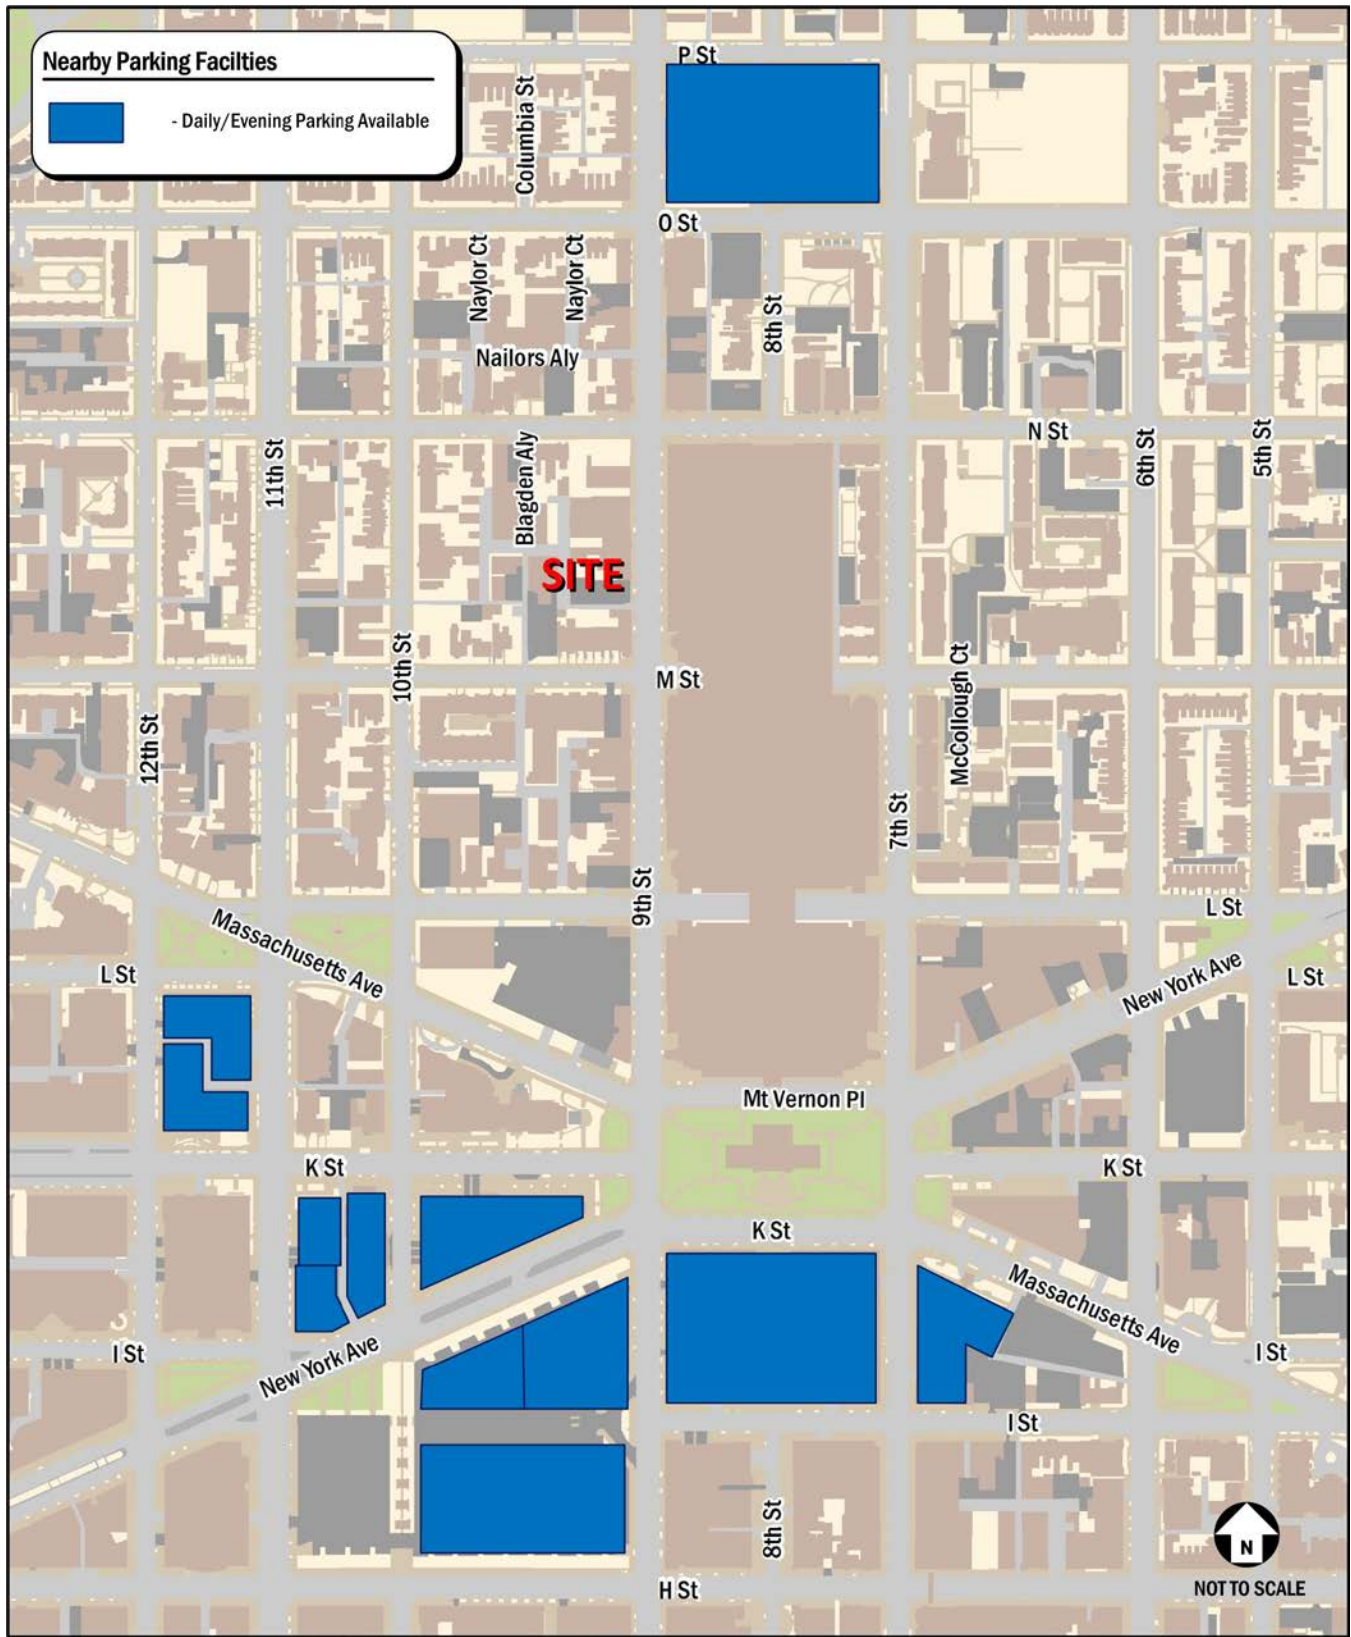 Nearby Parking Facilties
- Daily/Evening Parking Available
P St
Columbia St
O St
Naylor Ct
Naylor Ct
8th St
Nailors Aly
N St
11th St
Blagden Aly
6th St
5th St
SITE
10th St
M St
McCollough Ct
12th St
7th St
9th St
L St
Massachusetts Ave
L St
New York Ave
L St
Mt Vernon Pl
K St
K St
K St
Massachusetts Ave
I St
New York Ave
I St
I St
8th St
N
NOT TO SCALE
H St